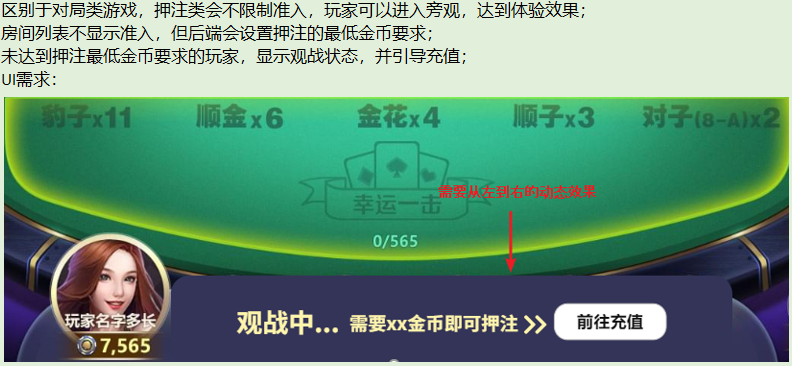 区别于对局类游戏，押注类会不限制准入，玩家可以进入旁观，达到体验效果；
房间列表不显示准入，但后端会设置押注的最低金币要求；
未达到押注最低金币要求的玩家，显示观战状态，并引导充值；
UI需求：
豹子x11 顺金x6 金花x4 顺子x3 对子(8-A)x2
需要从左到右的动态效果
幸运一击
0/565
玩家名字多长
观战中... 需要xx金币即可押注 >> 前往充值
7,565